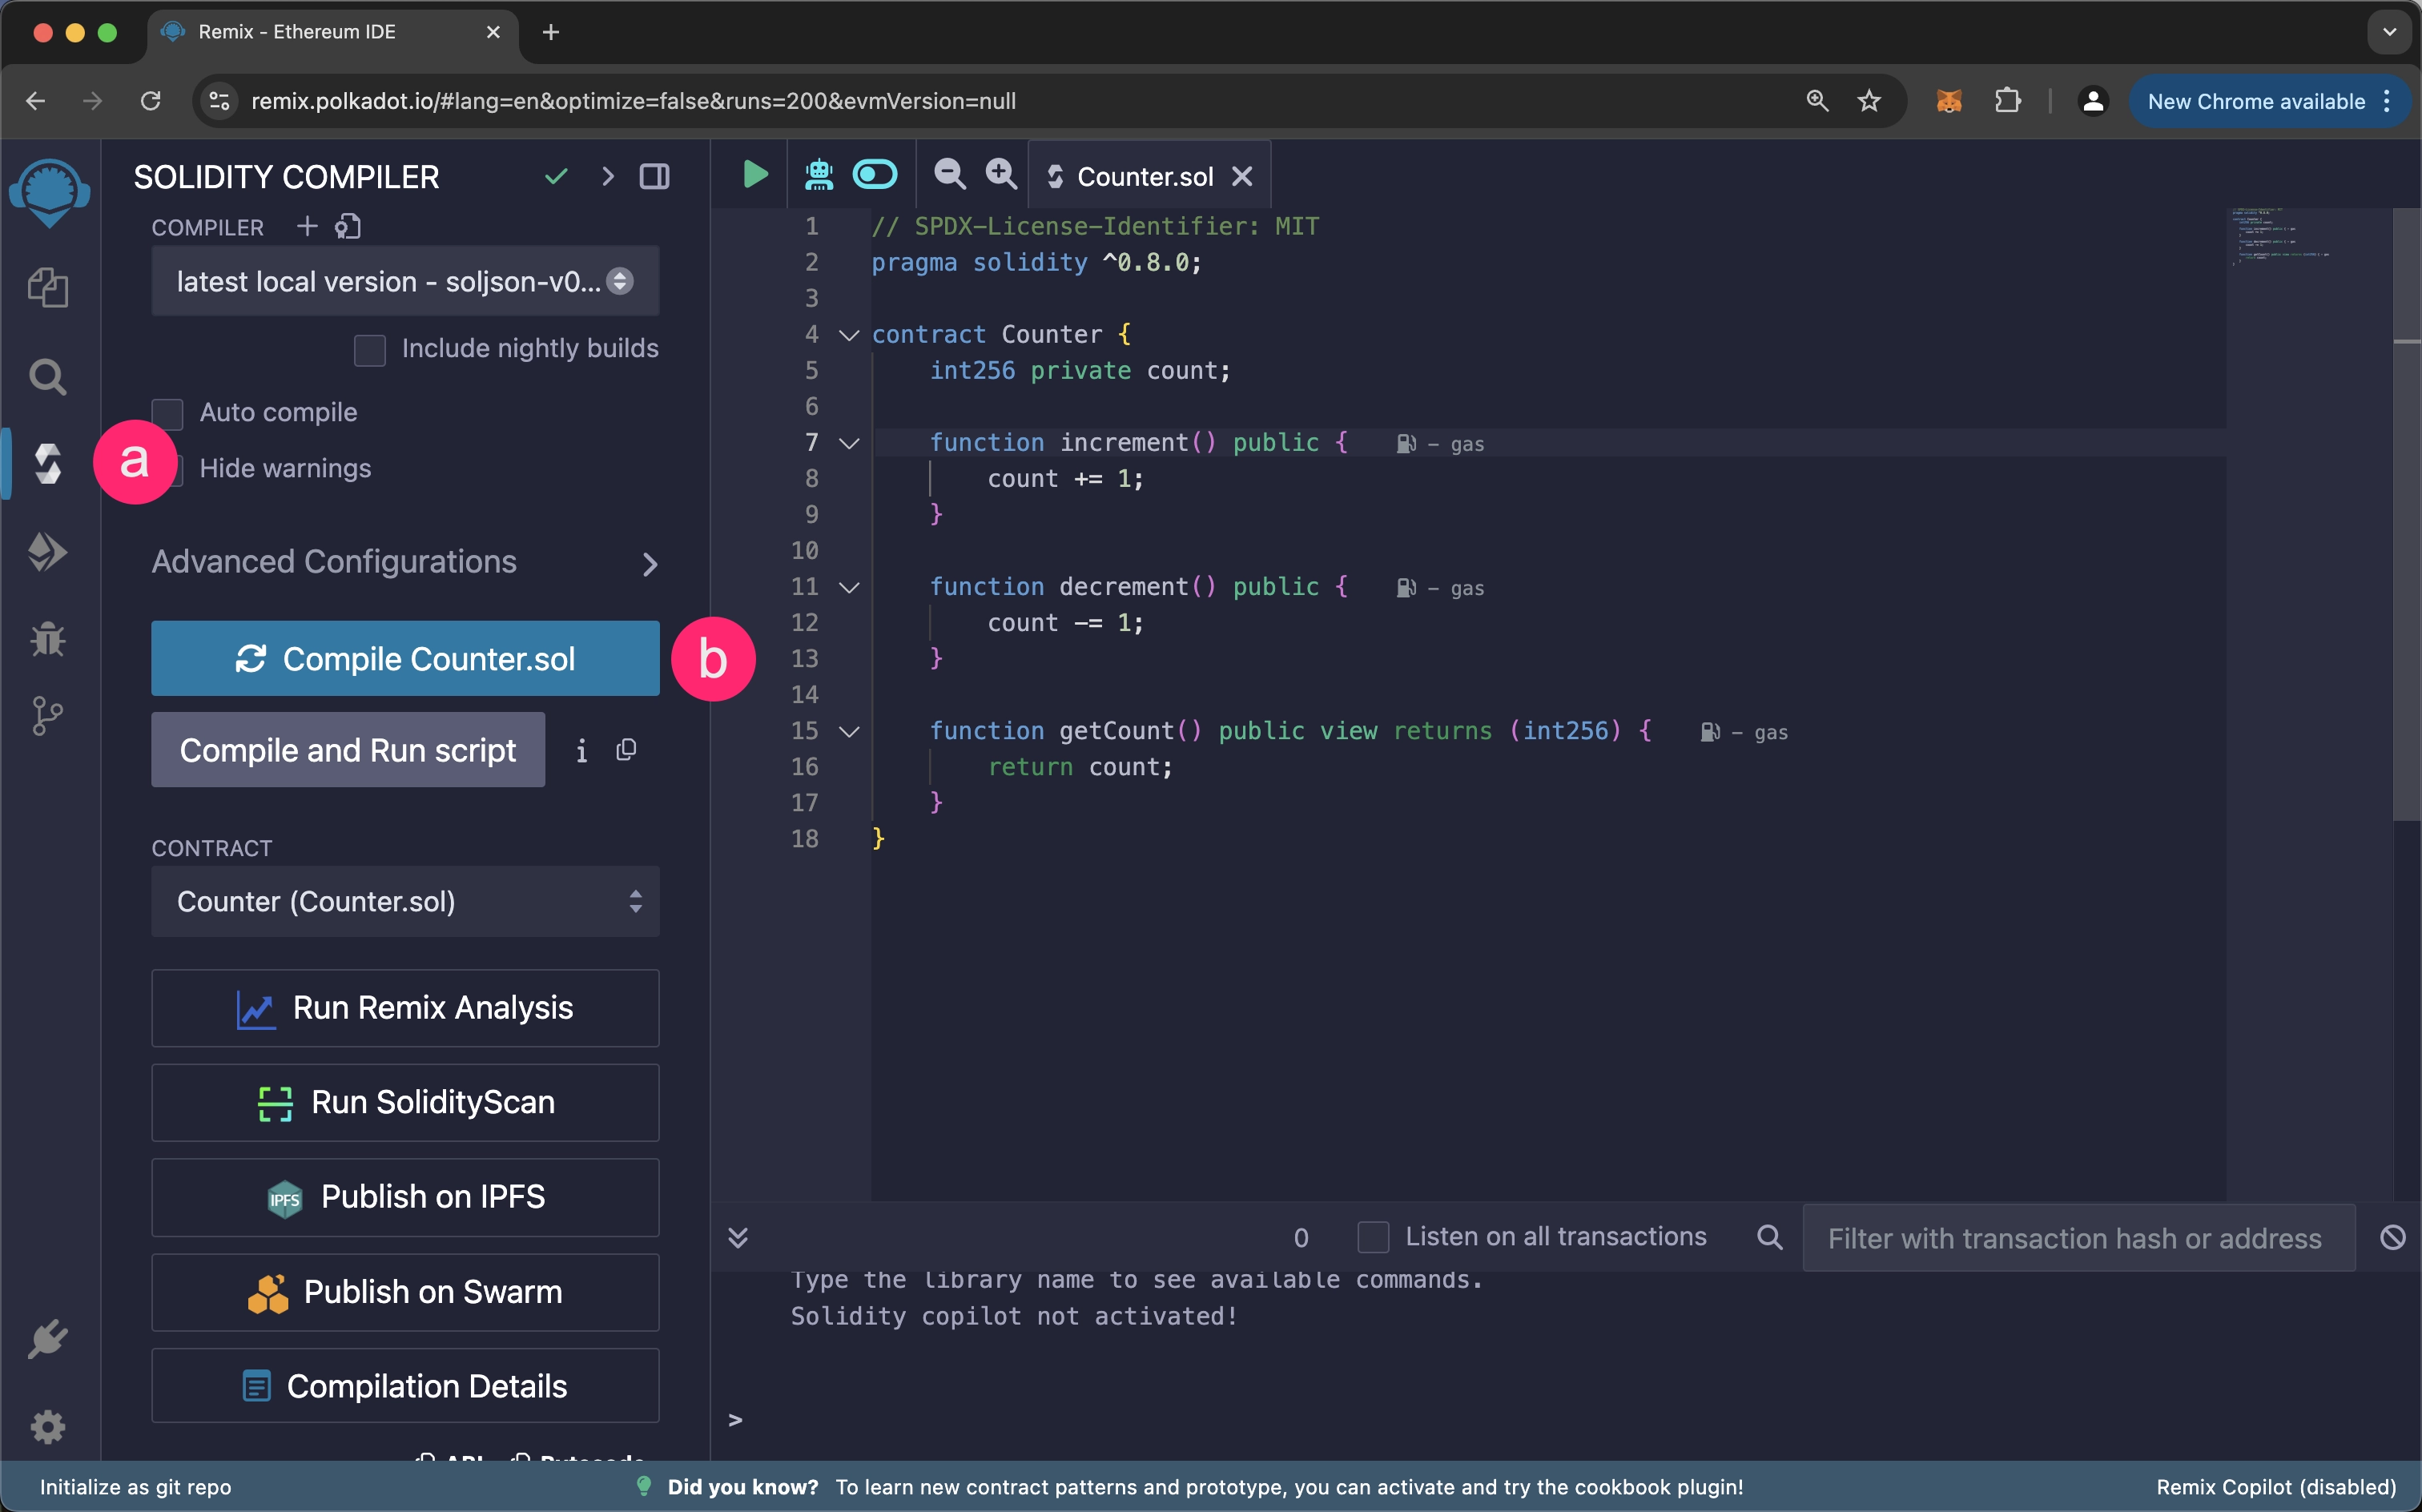 Remix - Ethereum IDE
remix.polkadot.io/#lang=en&optimize=false&runs=200&evmVersion=null
New Chrome available
SOLIDITY COMPILER
COMPILER
latest local version - soljson-v0...
Include nightly builds
Auto compile
a
Hide warnings
Advanced Configurations
Compile Counter.sol
b
Compile and Run script
i
CONTRACT
Counter (Counter.sol)
Run Remix Analysis
Run SolidityScan
IPFS Publish on IPFS
Publish on Swarm
Compilation Details
ABI Bytecode
Counter.sol
1 // SPDX-License-Identifier: MIT
2 pragma solidity ^0.8.0;
3
4 contract Counter {
5 int256 private count;
6
7 function increment() public { – gas
8 count += 1;
9 }
10
11 function decrement() public { – gas
12 count -= 1;
13 }
14
15 function getCount() public view returns (int256) { – gas
16 return count;
17 }
18 }
0 Listen on all transactions Filter with transaction hash or address
Type the library name to see available commands.
Solidity copilot not activated!
>
Initialize as git repo
Did you know? To learn new contract patterns and prototype, you can activate and try the cookbook plugin!
Remix Copilot (disabled)